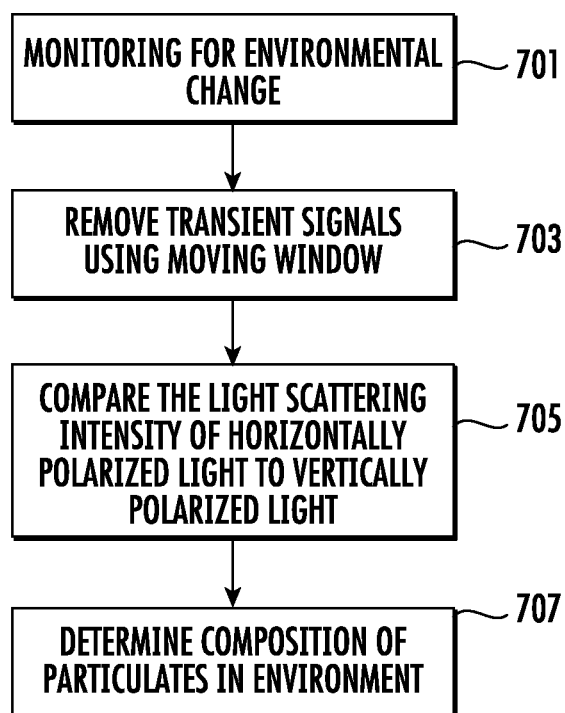 MONITORING FOR ENVIRONMENTAL
CHANGE
701
REMOVE TRANSIENT SIGNALS
USING MOVING WINDOW
703
COMPARE THE LIGHT SCATTERING
INTENSITY OF HORIZONTALLY
POLARIZED LIGHT TO VERTICALLY
POLARIZED LIGHT
705
DETERMINE COMPOSITION OF
PARTICULATES IN ENVIRONMENT
707